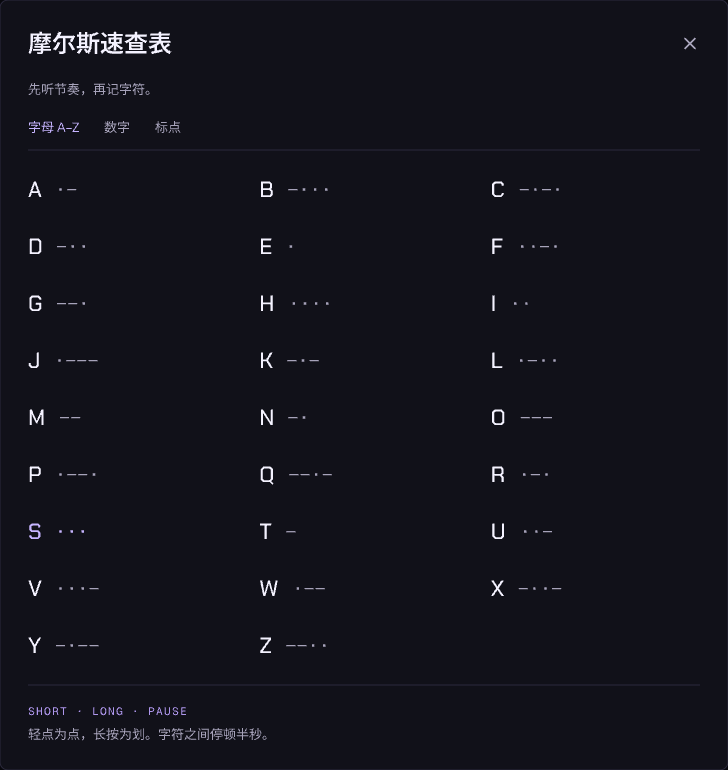 摩尔斯速查表 ×
先听节奏，再记字符。
字母 A–Z 数字 标点
A ·— B —··· C —·—·
D —·· E · F ··—·
G ——· H ···· I ··
J ·——— K —·— L ·—··
M —— N —· O ———
P ·——· Q ——·— R ·—·
S ··· T — U ··—
V ···— W ·—— X —··—
Y —·—— Z ——··
SHORT · LONG · PAUSE
轻点为点，长按为划。字符之间停顿半秒。